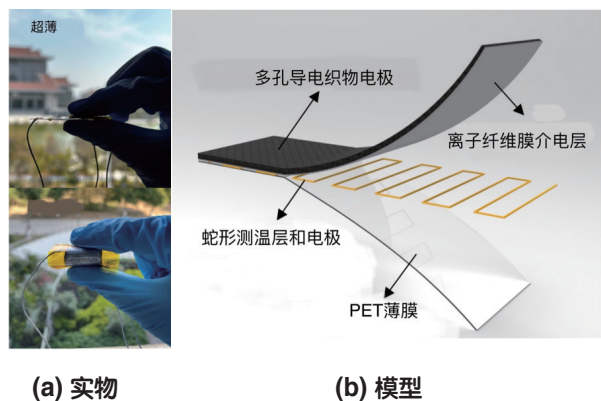 超薄
多孔导电织物电极
离子纤维膜介电层
蛇形测温层和电极
PET薄膜
(a) 实物
(b) 模型